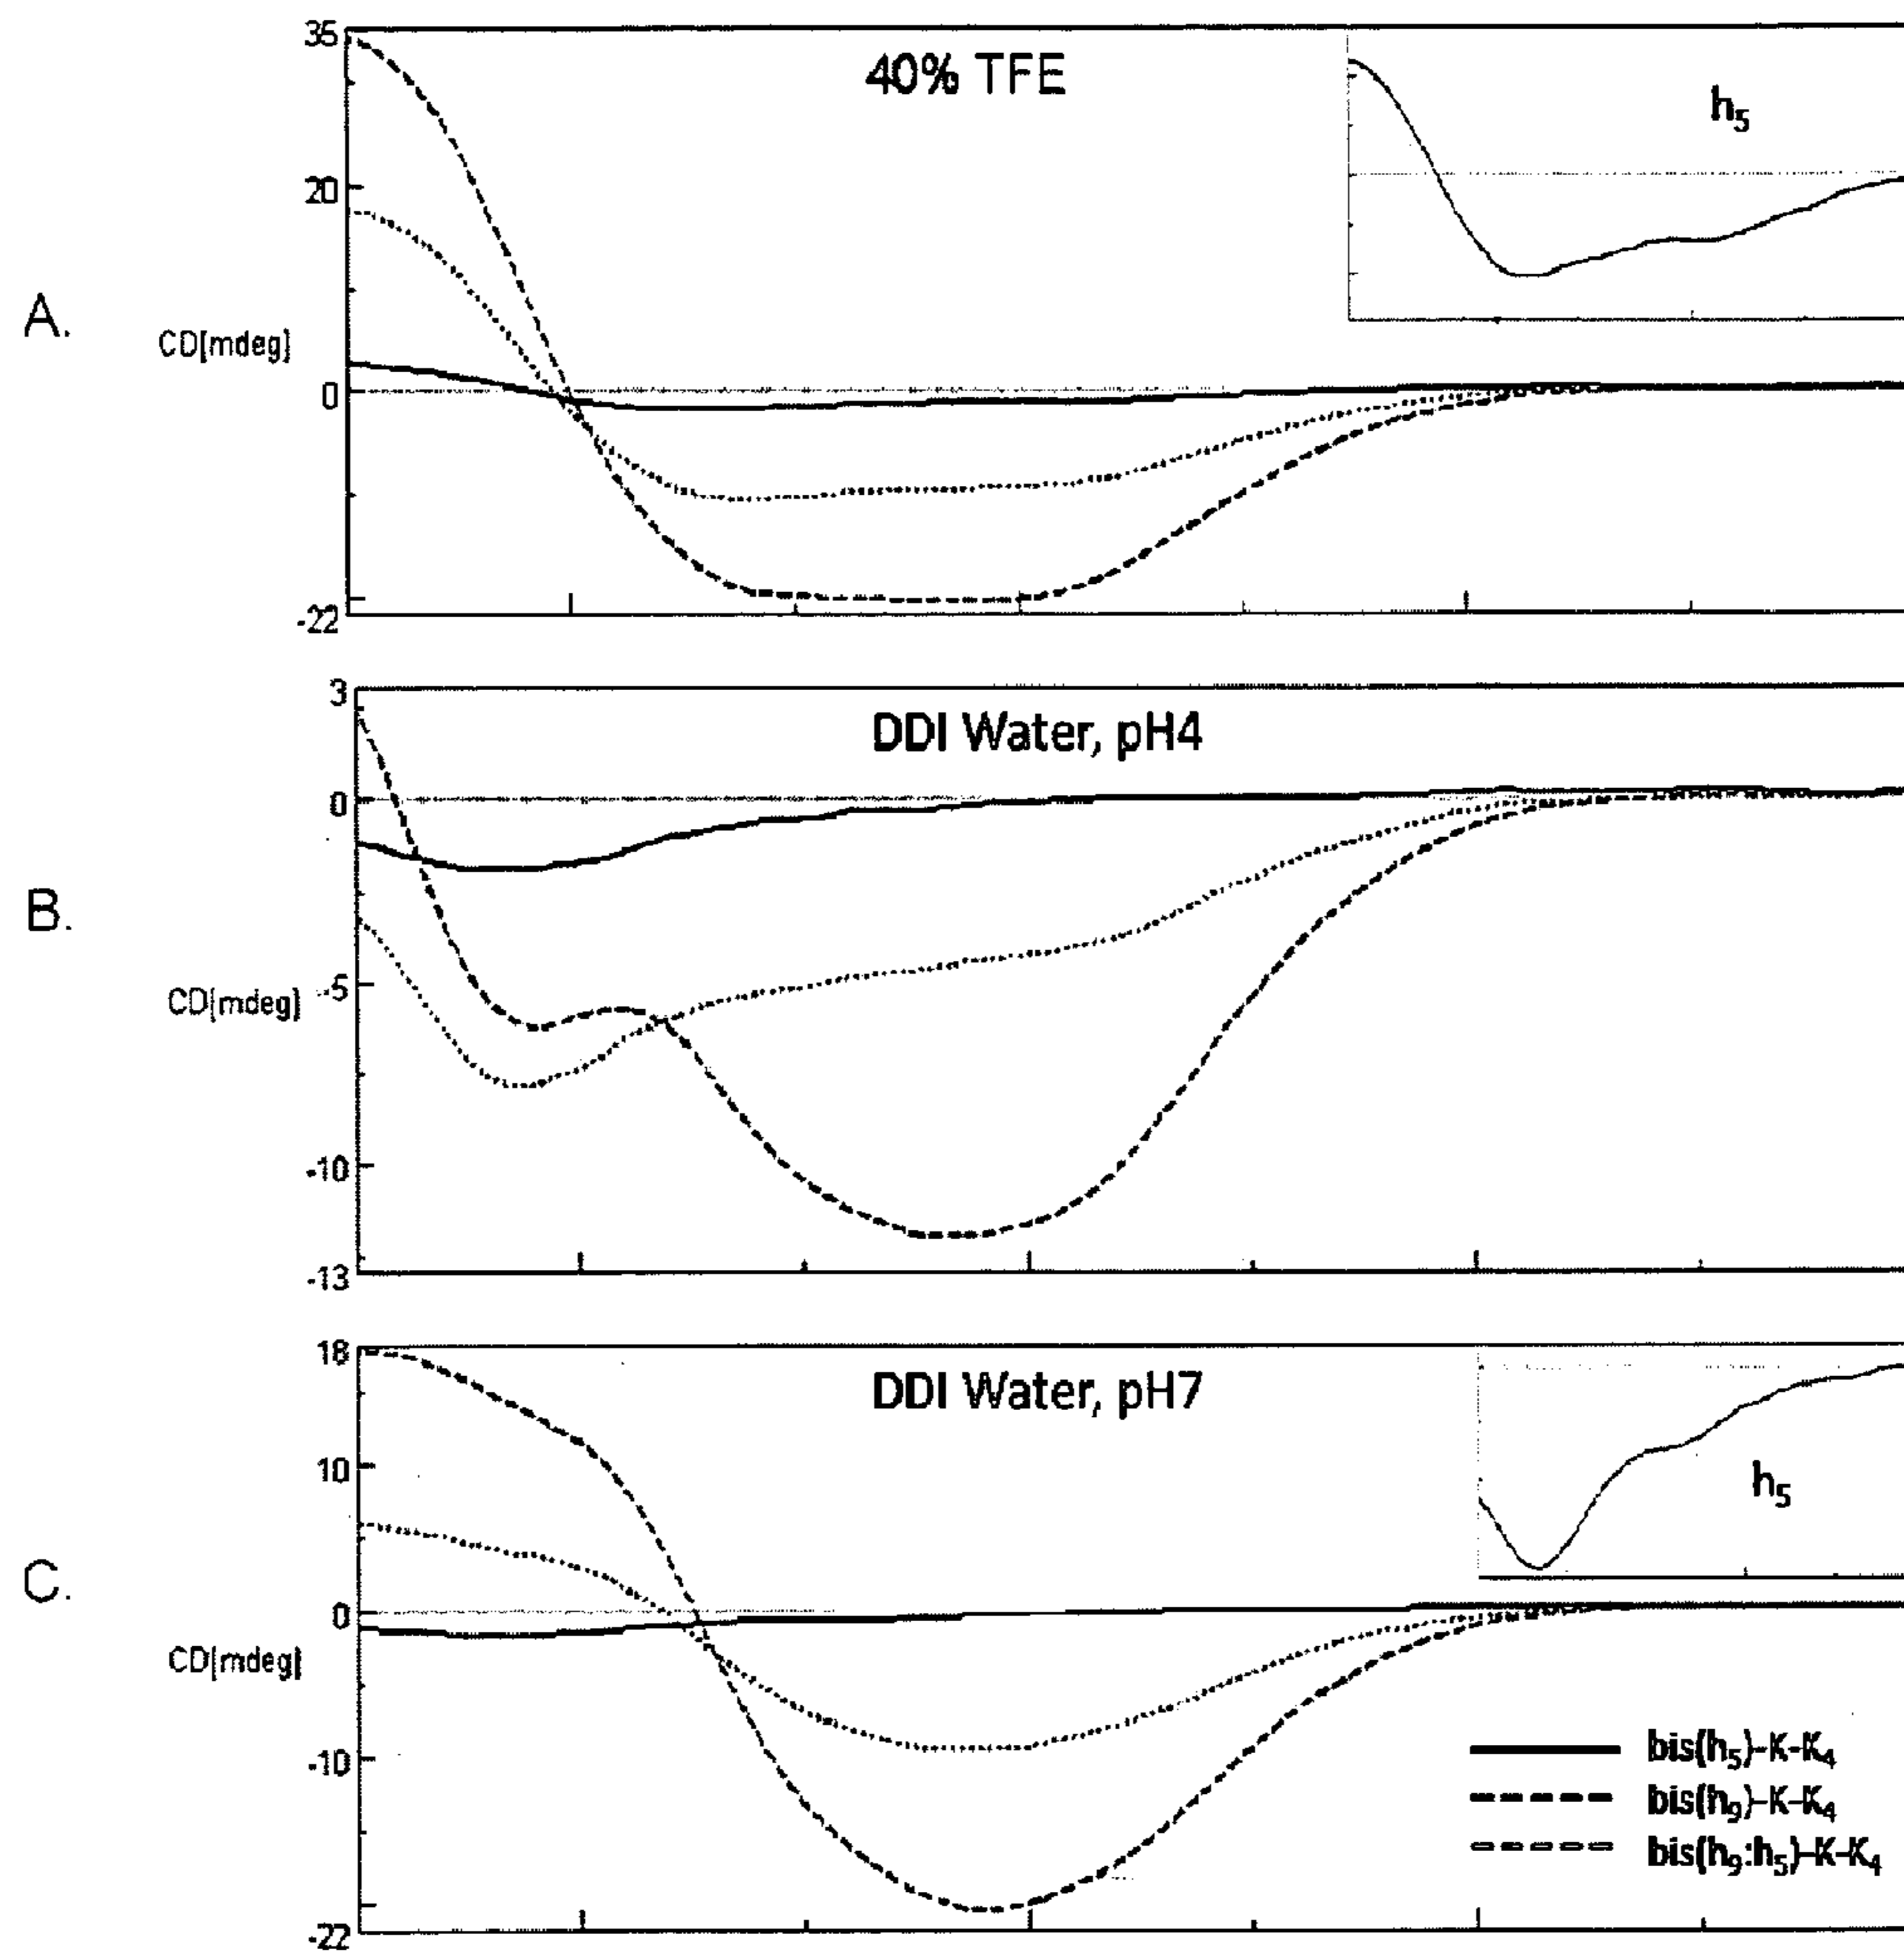 A.
CD[mdeg]
36
20
0
-22
40% TFE
h₅
B.
CD[mdeg]
3
0
-5
-10
-13
DDI Water, pH4
C.
CD[mdeg]
18
10
0
-10
-22
DDI Water, pH7
h₅
bis(h₅)-K-K₄
bis(h₉)-K-K₄
bis(h₉:h₅)-K-K₄